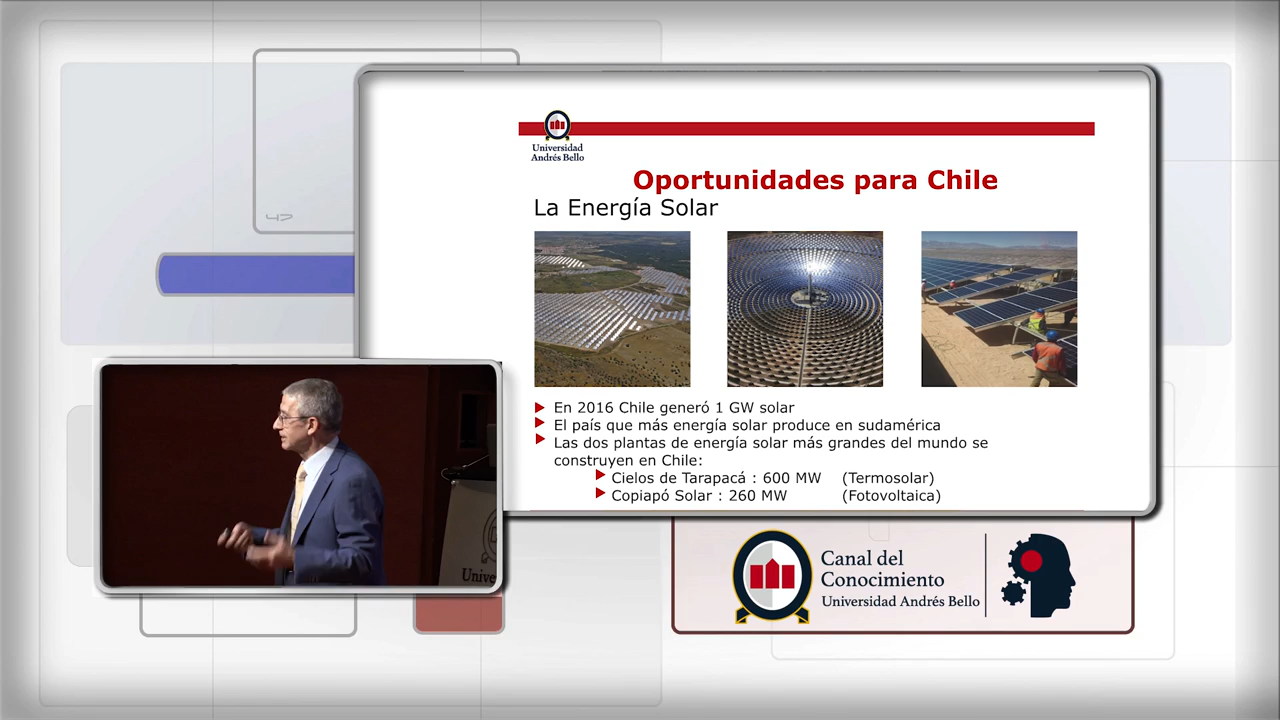 Universidad
Andrés Bello
Oportunidades para Chile
La Energía Solar
En 2016 Chile generó 1 GW solar
El país que más energía solar produce en sudamérica
Las dos plantas de energía solar más grandes del mundo se
construyen en Chile:
Cielos de Tarapacá : 600 MW (Termosolar)
Copiapó Solar : 260 MW (Fotovoltaica)
Canal del
Conocimiento
Universidad Andrés Bello